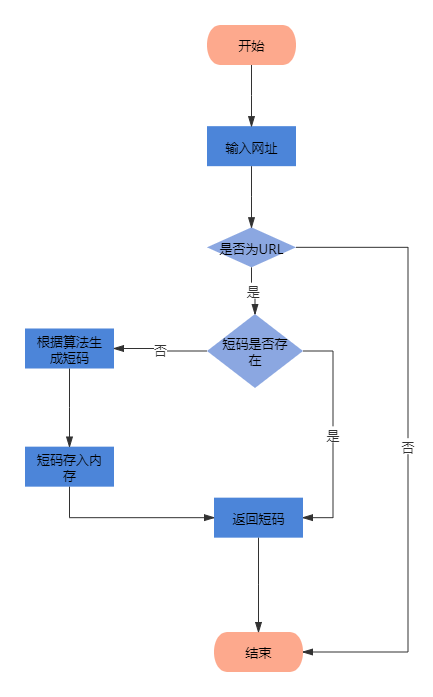 开始
输入网址
是否为URL
是
短码是否存
在
否
根据算法生
成短码
是
否
短码存入内
存
返回短码
结束